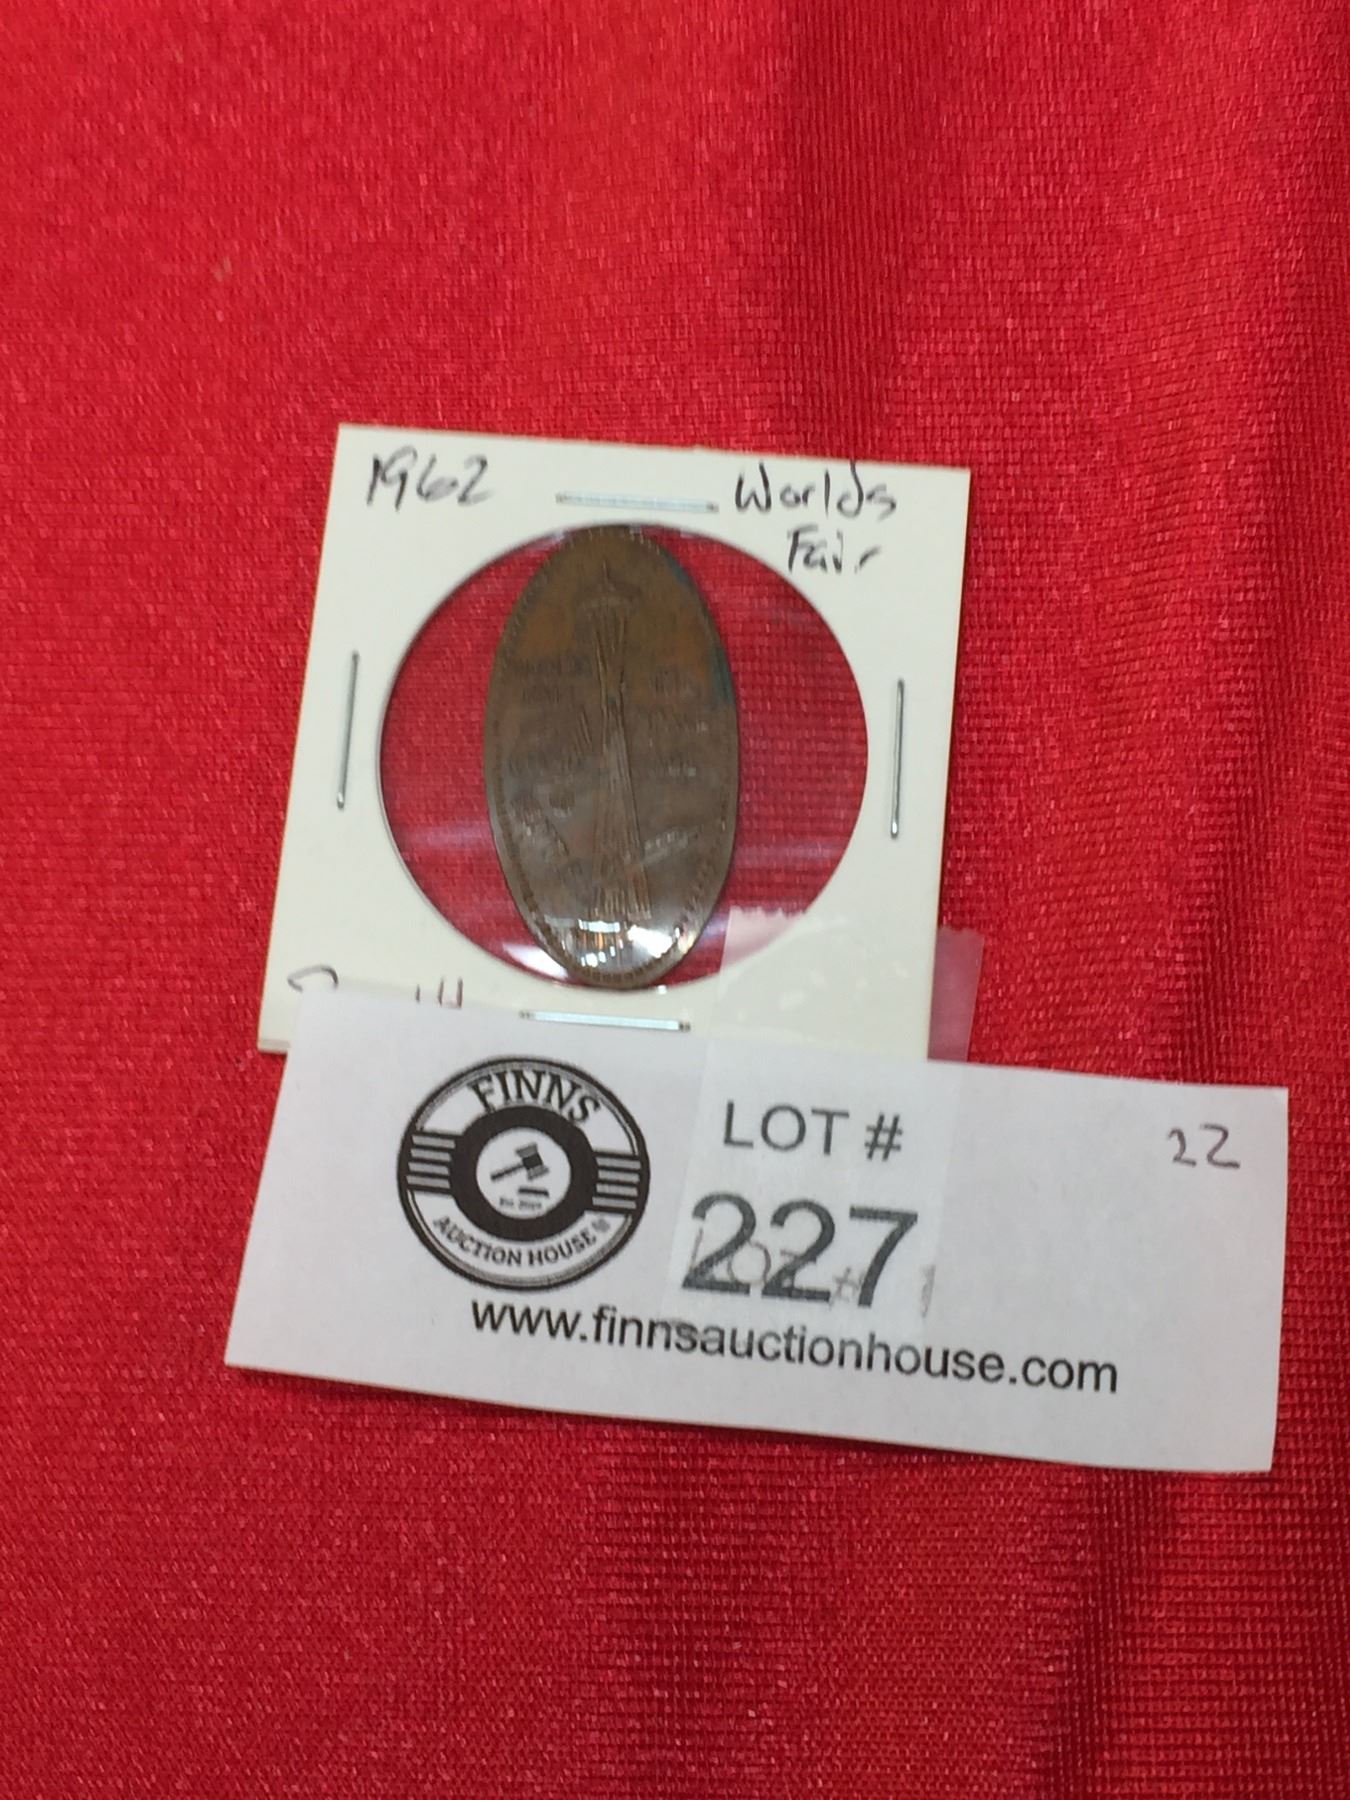 1962
Worlds
Fair
FINNS
AUCTION HOUSE
LOT #
22
227
www.finnsauctionhouse.com